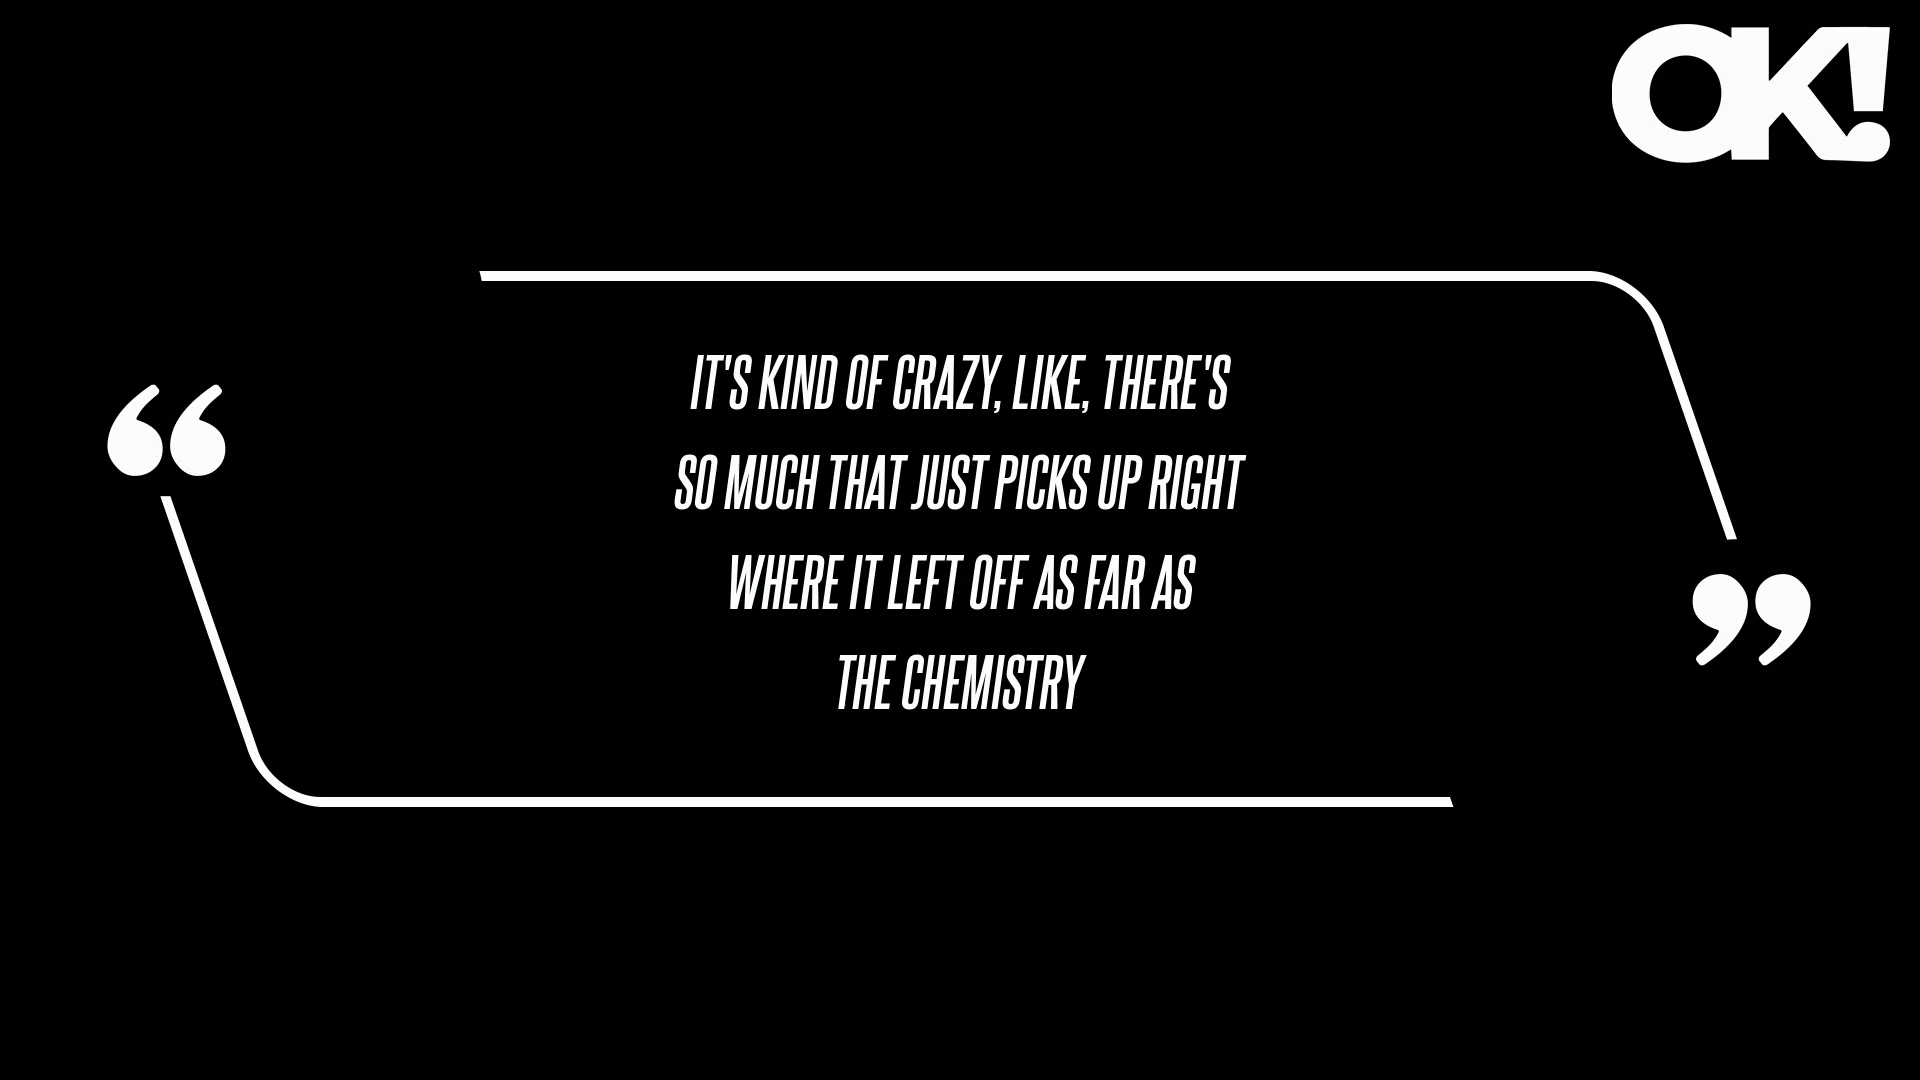 OK!
IT'S KIND OF CRAZY, LIKE, THERE'S
SO MUCH THAT JUST PICKS UP RIGHT
WHERE IT LEFT OFF AS FAR AS
THE CHEMISTRY